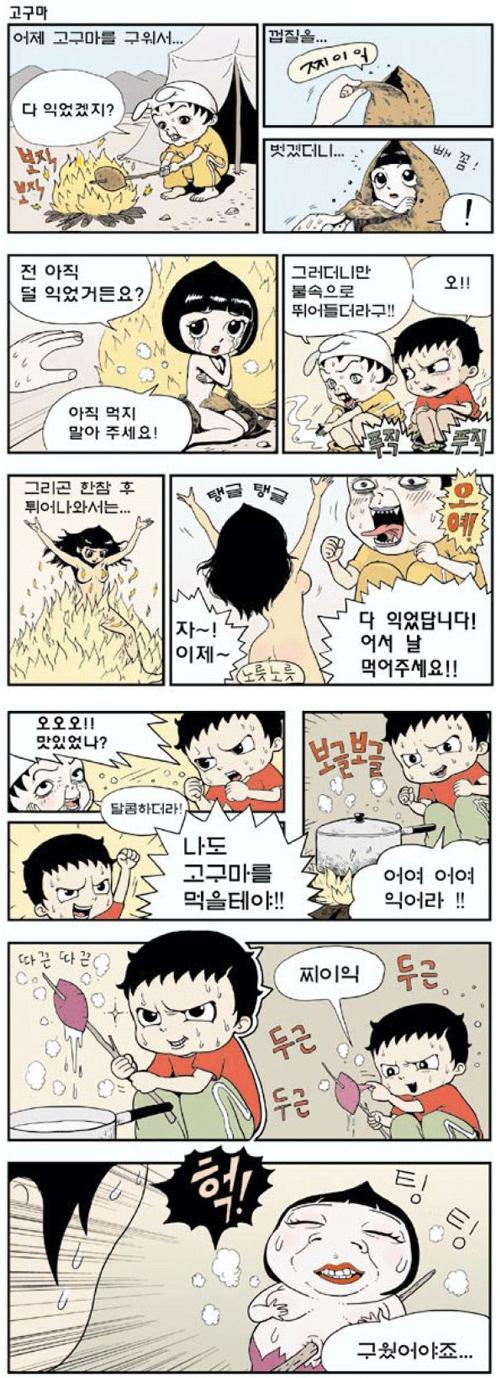 고구마
어제 고구마를 구워서...
다 익었겠지?
뽀직
뽀직
껍질을...
찌이익
벗겼더니...
빼꼼!
!
전 아직
덜 익었거든요?
아직 먹지
말아 주세요!
그러더니만
불속으로
뛰어들더라구!!
오!!
푸직
푸직
그리곤 한참 후
튀어나와서는...
탱글 탱글
오예!
자~!
이제~
노릇노릇
다 익었답니다!
어서 날
먹어주세요!!
오오오!!
맛있었나?
달콤하더라!
나도
고구마를
먹을테야!!
보글보글
어여 어여
익어라 !!
따끈 따끈
찌이익
두근
두근
두근
헉!
팅
팅
구웠어야죠...